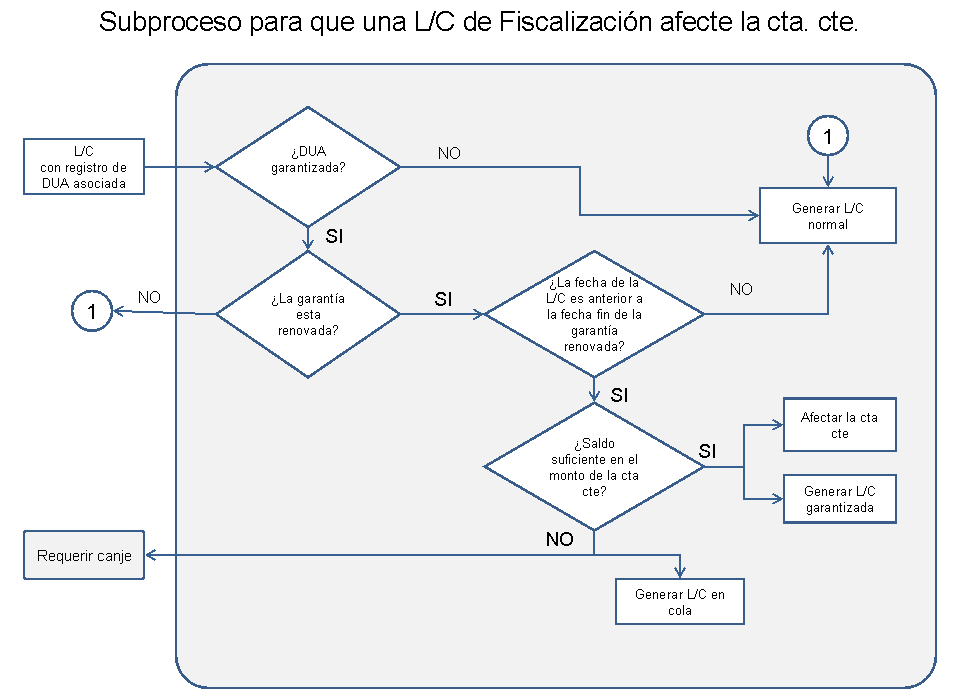 Subproceso para que una L/C de Fiscalización afecte la cta. cte.
L/C
con registro de
DUA asociada
¿DUA
garantizada?
NO
1
Generar L/C
normal
SI
1
NO
¿La garantía
esta
renovada?
SI
¿La fecha de la
L/C es anterior a
la fecha fin de la
garantía
renovada?
NO
SI
¿Saldo
suficiente en el
monto de la cta
cte?
SI
Afectar la cta
cte
Generar L/C
garantizada
NO
Requerir canje
Generar L/C en
cola